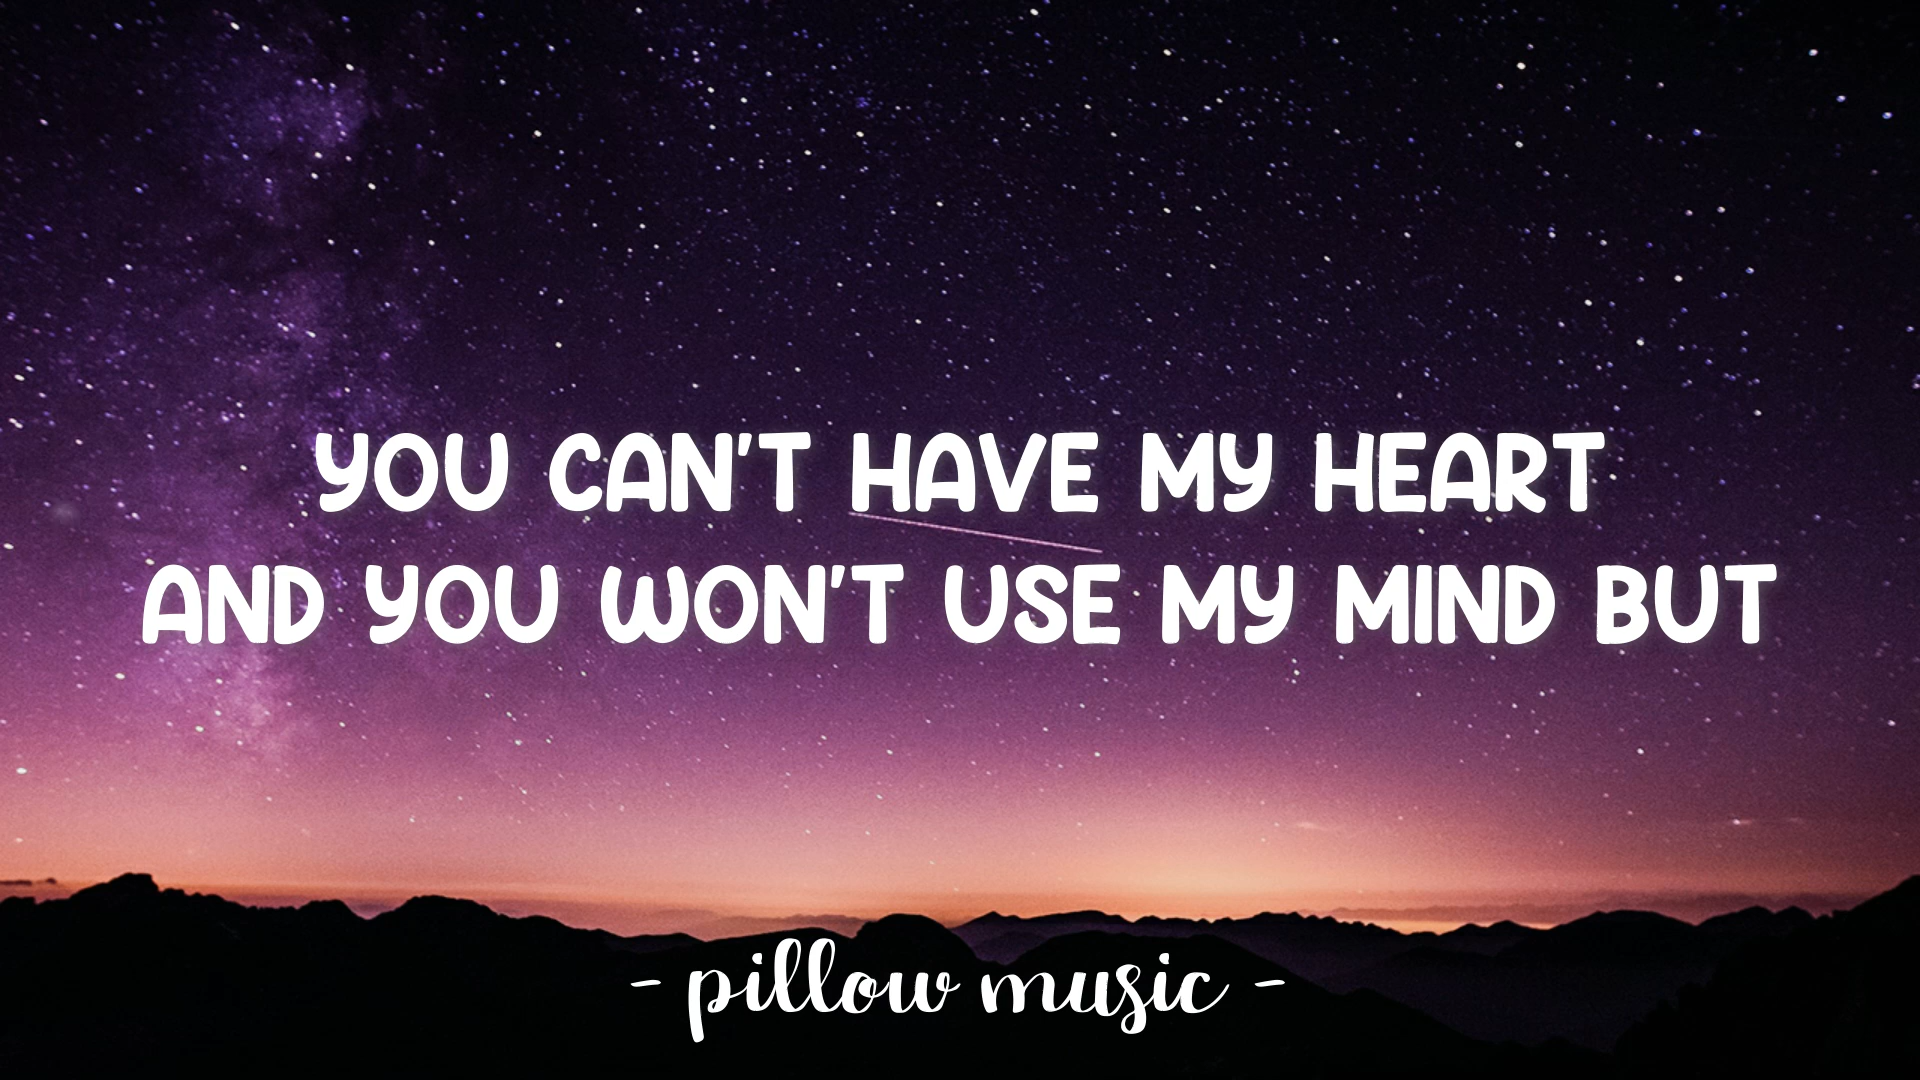 YOU CAN'T HAVE MY HEART
AND YOU WON'T USE MY MIND BUT
- pillow music -